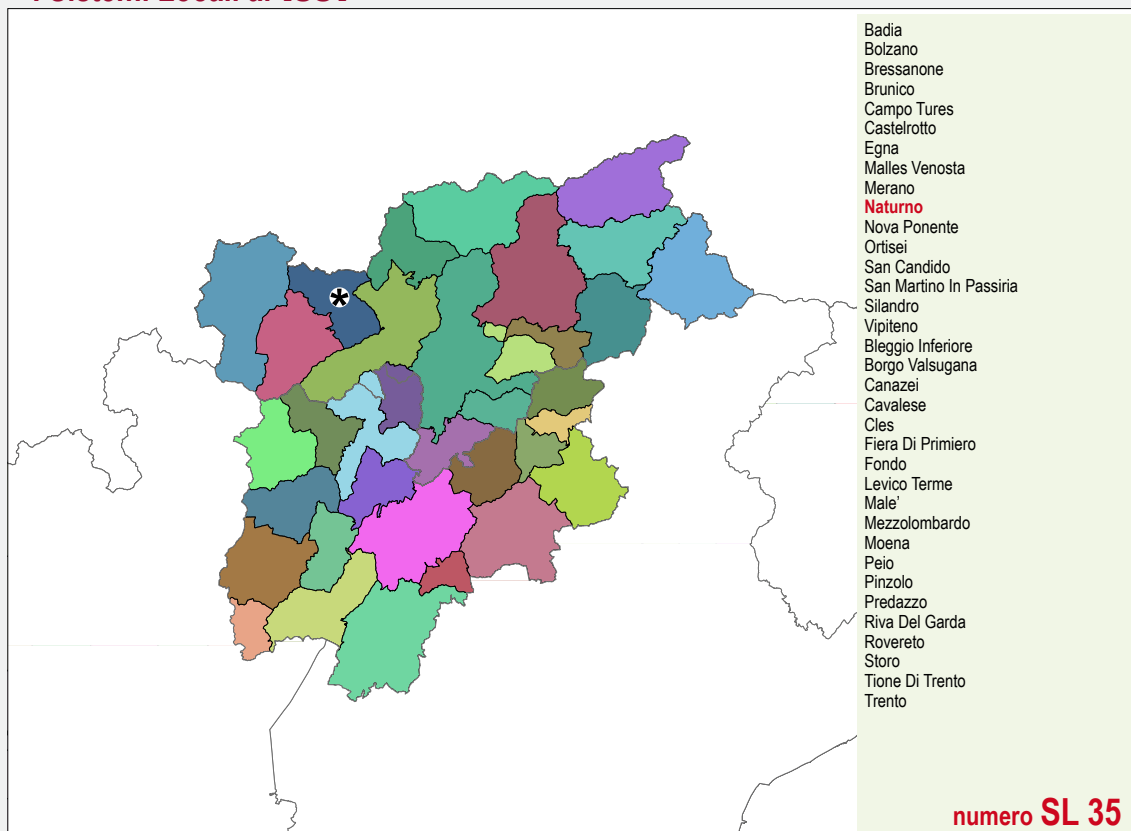 Badia
Bolzano
Bressanone
Brunico
Campo Tures
Castelrotto
Egna
Malles Venosta
Merano
Naturno
Nova Ponente
Ortisei
San Candido
San Martino In Passiria
Silandro
Vipiteno
Bleggio Inferiore
Borgo Valsugana
Canazei
Cavalese
Cles
Fiera Di Primiero
Fondo
Levico Terme
Male'
Mezzolombardo
Moena
Peio
Pinzolo
Predazzo
Riva Del Garda
Rovereto
Storo
Tione Di Trento
Trento
numero SL 35